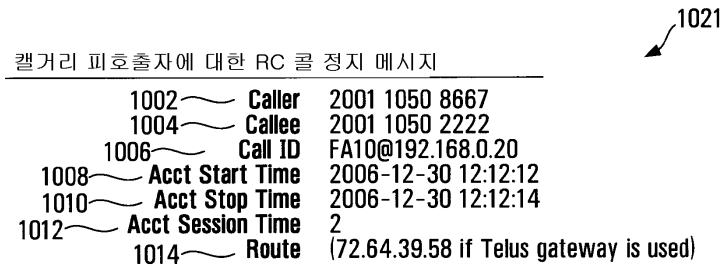 1021
캘거리 피호출자에 대한 RC 콜 정지 메시지
1002 Caller 2001 1050 8667
1004 Callee 2001 1050 2222
1006 Call ID FA10@192.168.0.20
1008 Acct Start Time 2006-12-30 12:12:12
1010 Acct Stop Time 2006-12-30 12:12:14
1012 Acct Session Time 2
1014 Route (72.64.39.58 if Telus gateway is used)